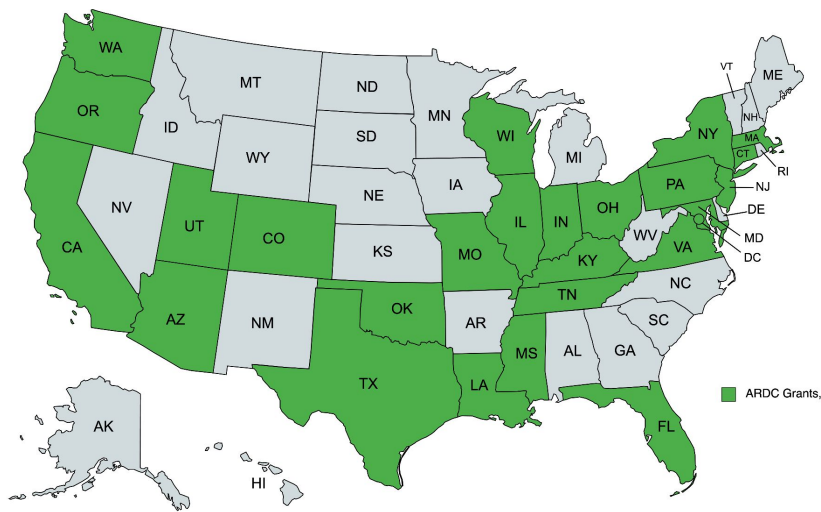 WA
MT
ND
MN
VT
ME
OR
ID
SD
WI
NH
NY
MA
WY
MI
CT
RI
IA
PA
NJ
NE
NV
OH
DE
UT
IL
IN
CO
WV
MD
CA
KS
MO
VA
DC
KY
NC
TN
OK
AZ
NM
AR
SC
MS
AL
GA
TX
LA
ARDC Grants,
AK
FL
HI